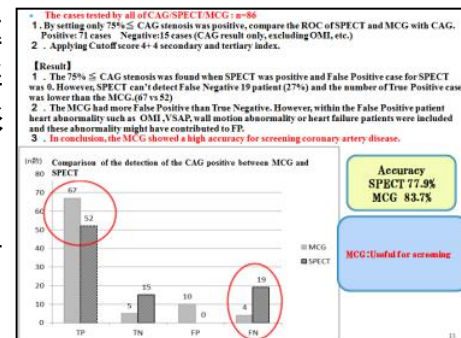 • The cases tested by all of CAG/SPECT/MCG : n=86
1. By setting only 75%≦ CAG stenosis was positive, compare the ROC of SPECT and MCG with CAG.
Positive: 71 cases Negative:15 cases (CAG result only, excluding OMI, etc.)
2. Applying Cutoff score 4+4 secondary and tertiary index.
【Result】
1. The 75% ≦ CAG stenosis was found when SPECT was positive and False Positive case for SPECT
was 0. However, SPECT can't detect False Negative 19 patient (27%) and the number of True Positive case
was lower than the MCG.(67 vs 52)
2. The MCG had more False Positive than True Negative. However, within the False Positive patient
heart abnormality such as OMI ,VSAP, wall motion abnormality or heart failure patients were included
and these abnormality might have contributed to FP.
3. In conclusion, the MCG showed a high accuracy for screening coronary artery disease.
Comparison of the detection of the CAG positive between MCG and
SPECT
80
70
60
50
40
30
20
10
0
67
52
5
15
10
0
4
19
TP
TN
FP
FN
MCG
SPECT
Accuracy
SPECT 77.9%
MCG 83.7%
MCG:Useful for screening